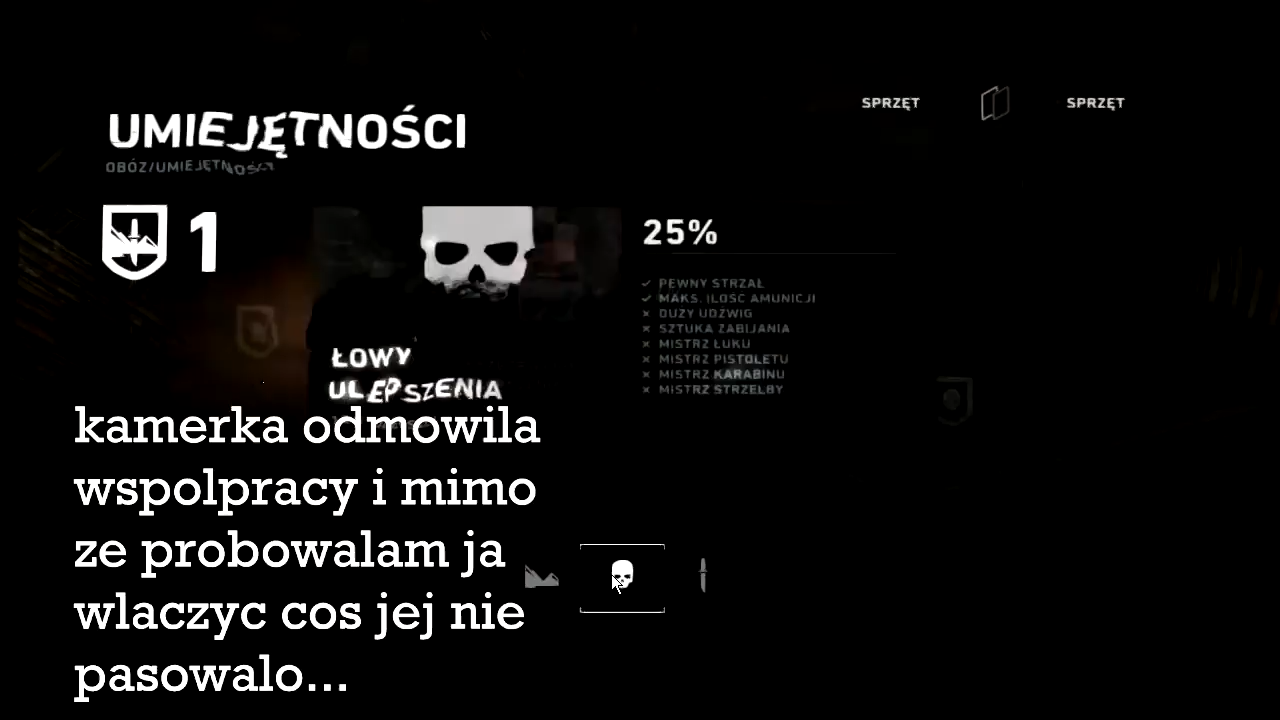 UMIEJĘTNOŚCI
OBÓZ/UMIEJĘTNOŚCI
SPRZĘT
SPRZĘT
1
ŁOWY
ULEPSZENIA
25%
PEWNY STRZAŁ
MAKS. ILOŚĆ AMUNICJI
DUŻY UDŹWIG
SZTUKA ZABIJANIA
MISTRZ ŁUKU
MISTRZ PISTOLETU
MISTRZ KARABINU
MISTRZ STRZELBY
kamerka odmowila
wspolpracy i mimo
ze probowalam ja
wlaczyc cos jej nie
pasowalo...